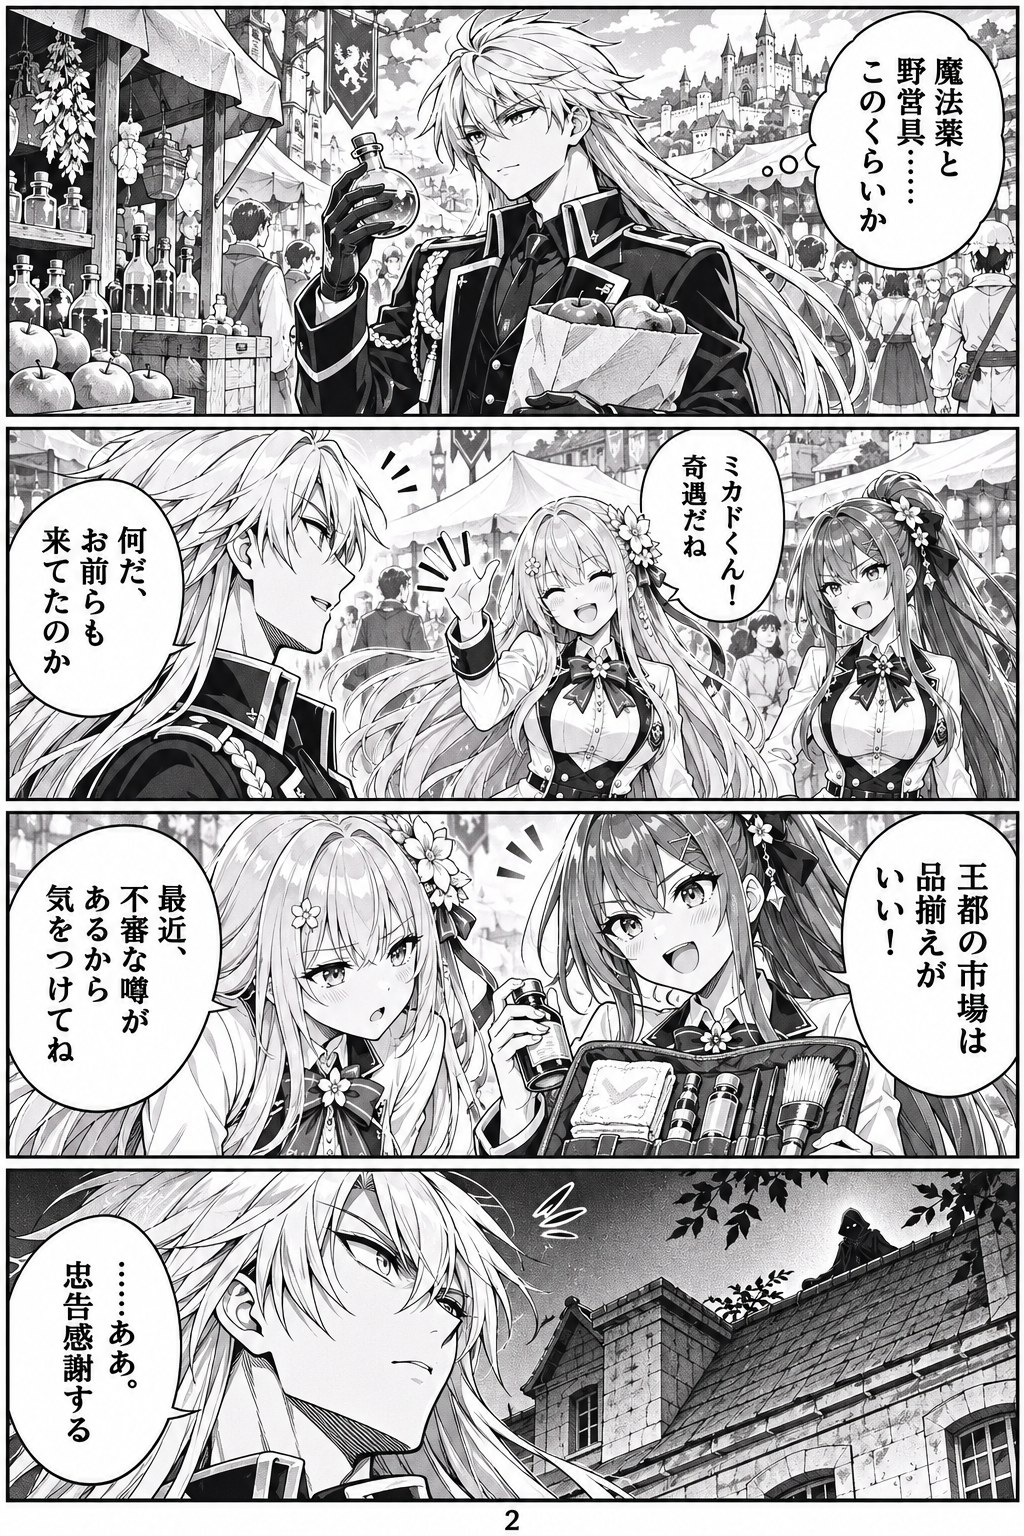 魔法薬と
野営具……
このくらいか
ミカドくん！
奇遇だね
何だ、
お前らも
来てたのか
王都の市場は
品揃えが
いい！
最近、
不審な噂が
あるから
気をつけてね
……ああ。
忠告感謝する
2